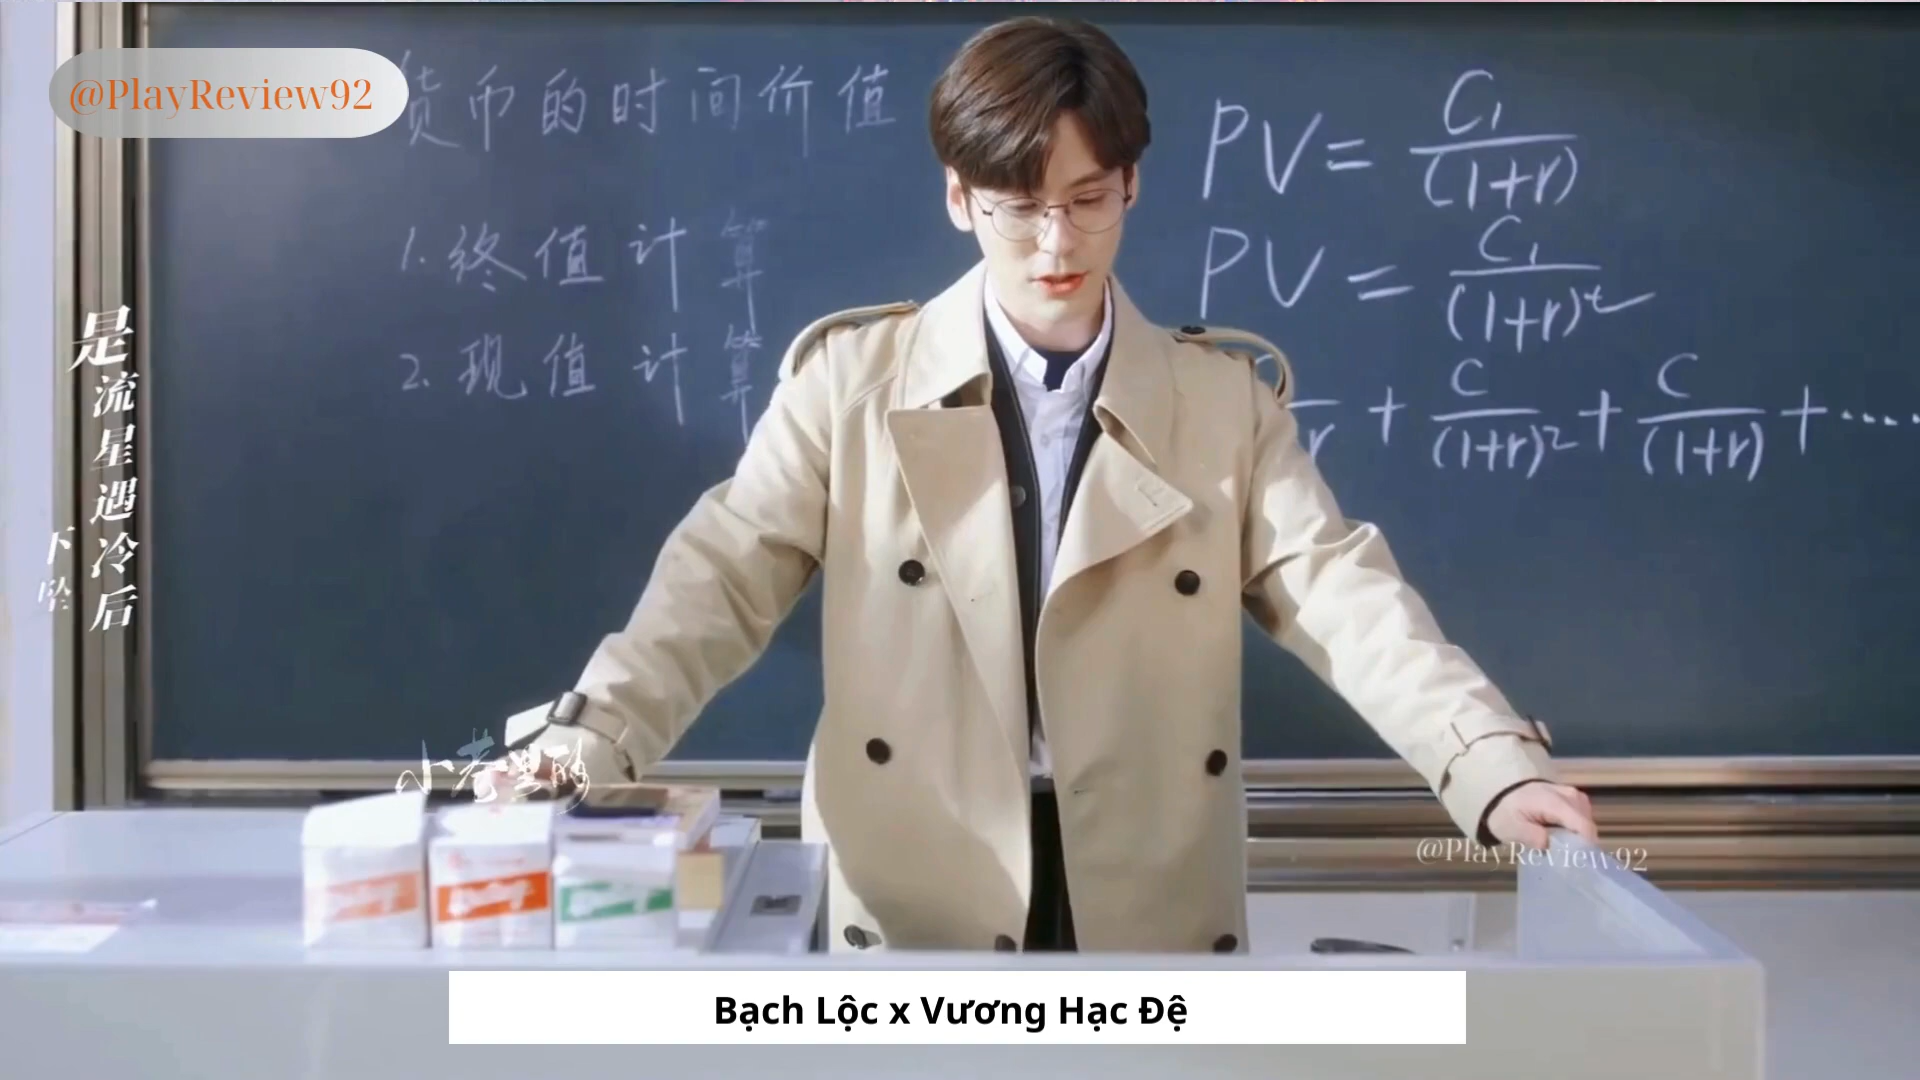 @PlayReview92
货币的时间价值
1. 终值计算
2. 现值计算
PV = C₁/(1+r)
PV = C₁/(1+r)ᵗ
r + C/(1+r)² + C/(1+r) + .....
是流星遇冷后
下坠
@PlayReview92
Bạch Lộc x Vương Hạc Đệ